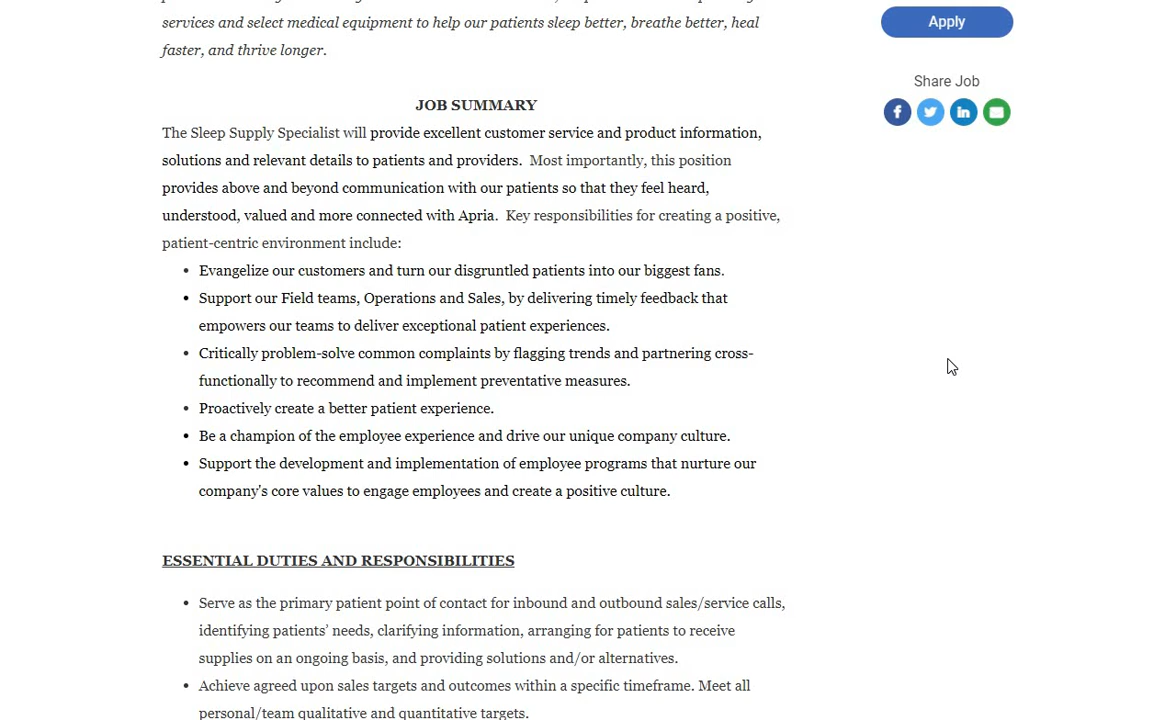 services and select medical equipment to help our patients sleep better, breathe better, heal
faster, and thrive longer.
Apply
Share Job
JOB SUMMARY
The Sleep Supply Specialist will provide excellent customer service and product information,
solutions and relevant details to patients and providers.  Most importantly, this position
provides above and beyond communication with our patients so that they feel heard,
understood, valued and more connected with Apria.  Key responsibilities for creating a positive,
patient-centric environment include:
• Evangelize our customers and turn our disgruntled patients into our biggest fans.
• Support our Field teams, Operations and Sales, by delivering timely feedback that
empowers our teams to deliver exceptional patient experiences.
• Critically problem-solve common complaints by flagging trends and partnering cross-
functionally to recommend and implement preventative measures.
• Proactively create a better patient experience.
• Be a champion of the employee experience and drive our unique company culture.
• Support the development and implementation of employee programs that nurture our
company's core values to engage employees and create a positive culture.
ESSENTIAL DUTIES AND RESPONSIBILITIES
• Serve as the primary patient point of contact for inbound and outbound sales/service calls,
identifying patients’ needs, clarifying information, arranging for patients to receive
supplies on an ongoing basis, and providing solutions and/or alternatives.
• Achieve agreed upon sales targets and outcomes within a specific timeframe. Meet all
personal/team qualitative and quantitative targets.